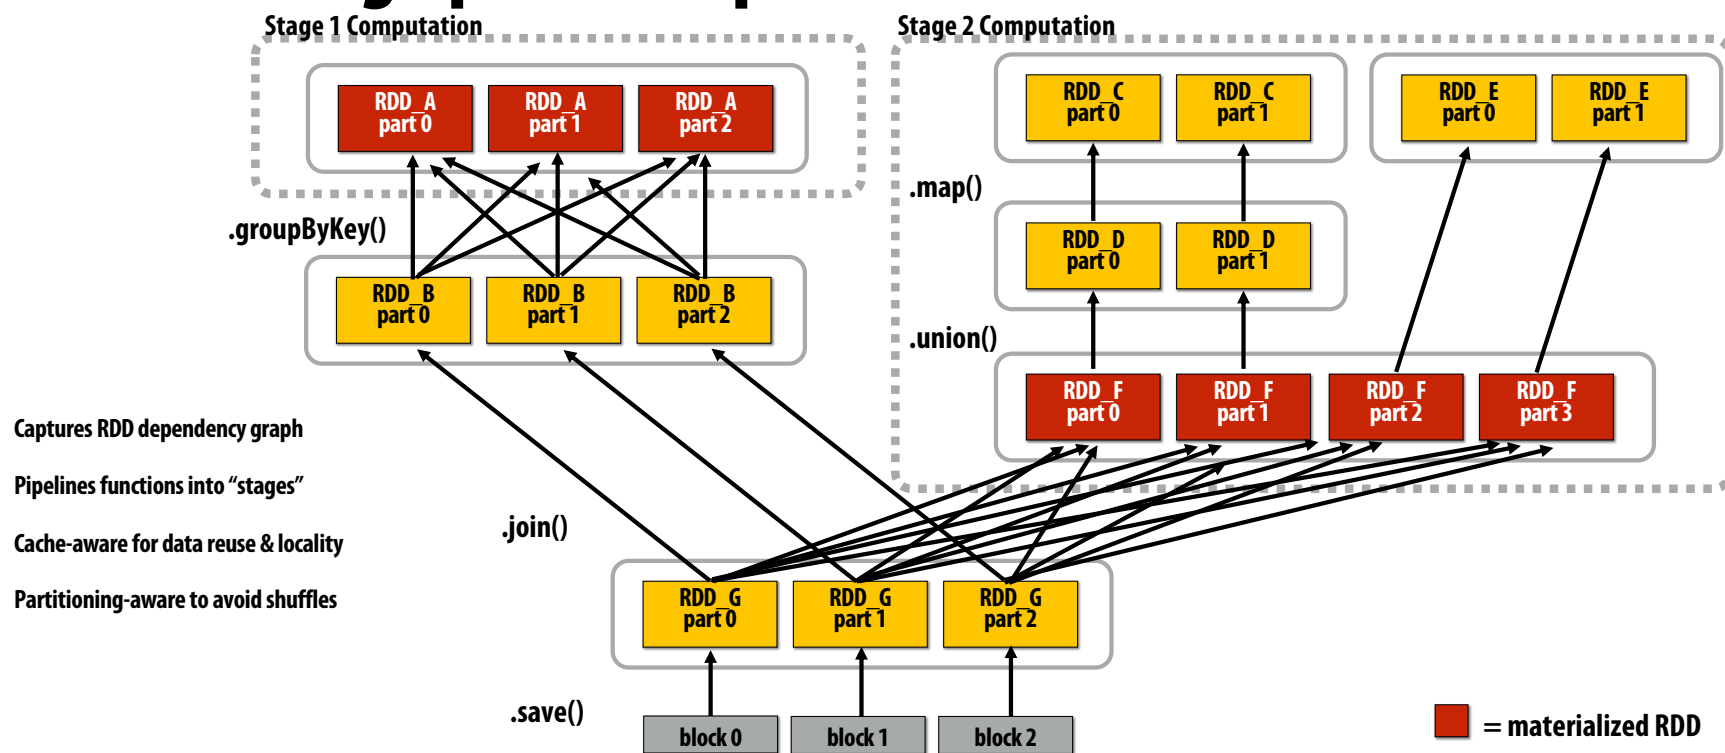 Stage 1 Computation
Stage 2 Computation
RDD_A
part 0
RDD_A
part 1
RDD_A
part 2
RDD_C
part 0
RDD_C
part 1
RDD_E
part 0
RDD_E
part 1
.map()
.groupByKey()
RDD_D
part 0
RDD_D
part 1
RDD_B
part 0
RDD_B
part 1
RDD_B
part 2
.union()
RDD_F
part 0
RDD_F
part 1
RDD_F
part 2
RDD_F
part 3
Captures RDD dependency graph
Pipelines functions into “stages”
Cache-aware for data reuse & locality
Partitioning-aware to avoid shuffles
.join()
RDD_G
part 0
RDD_G
part 1
RDD_G
part 2
.save()
block 0
block 1
block 2
= materialized RDD